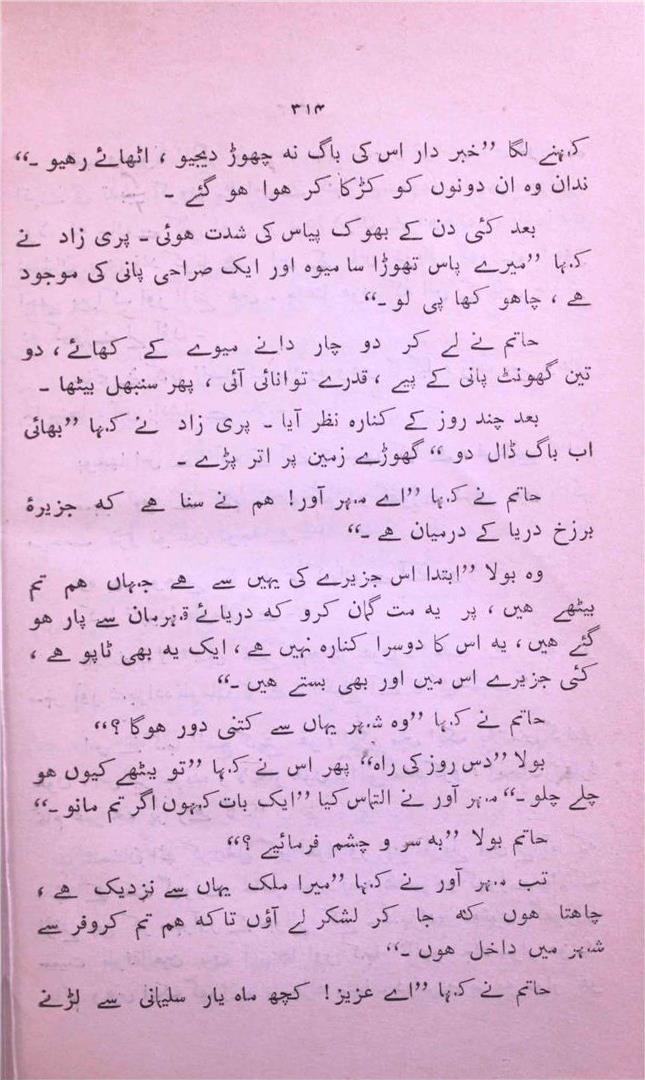 ۳۱۴
کہنے لگا ”خبر دار اس کی باگ نہ چھوڑ دیجیو ، اٹھائے رھیو ۔“
ندان وہ ان دونوں کو کڑکا کر ھوا ھو گئے ۔
بعد کئی دن کے بھوک پیاس کی شدت ھوئی ۔ پری زاد نے
کہا ”میرے پاس تھوڑا سا میوہ اور ایک صراحی پانی کی موجود
ھے ، چاھو کھا پی لو ۔“
حاتم نے لے کر دو چار دانے میوے کے کھائے ، دو
تین گھونٹ پانی کے پیے ، قدرے توانائی آئی ، پھر سنبھل بیٹھا ۔
بعد چند روز کے کنارہ نظر آیا ۔ پری زاد نے کہا ”بھائی
اب باگ ڈال دو “ گھوڑے زمین پر اتر پڑے ۔
حاتم نے کہا ”اے مہر آور! ھم نے سنا ھے کہ جزیرۂ
برزخ دریا کے درمیان ھے ۔“
وہ بولا ”ابتدا اس جزیرے کی یہیں سے ھے جہاں ھم تم
بیٹھے ھیں ، پر یہ مت گمان کرو کہ دریائے قہرمان سے پار ھو
گئے ھیں ، یہ اس کا دوسرا کنارہ نہیں ھے ، ایک یہ بھی ٹاپو ھے ،
کئی جزیرے اس میں اور بھی بستے ھیں ۔“
حاتم نے کہا ”وہ شہر یہاں سے کتنی دور ھوگا ؟“
بولا ”دس روز کی راہ“ پھر اس نے کہا ”تو بیٹھے کیوں ھو
چلے چلو ۔“ مہر آور نے التماس کیا ”ایک بات کہوں اگر تم مانو ۔“
حاتم بولا ”بہ سر و چشم فرمائیے ؟“
تب مہر آور نے کہا ”میرا ملک یہاں سے نزدیک ھے ،
چاھتا ھوں کہ جا کر لشکر لے آؤں تاکہ ھم تم کروفر سے
شہر میں داخل ھوں ۔“
حاتم نے کہا ”اے عزیز! کچھ ماہ یار سلیمانی سے لڑنے